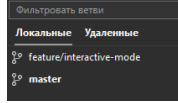 Фильтровать ветви
Локальные Удаленные
feature/interactive-mode
master